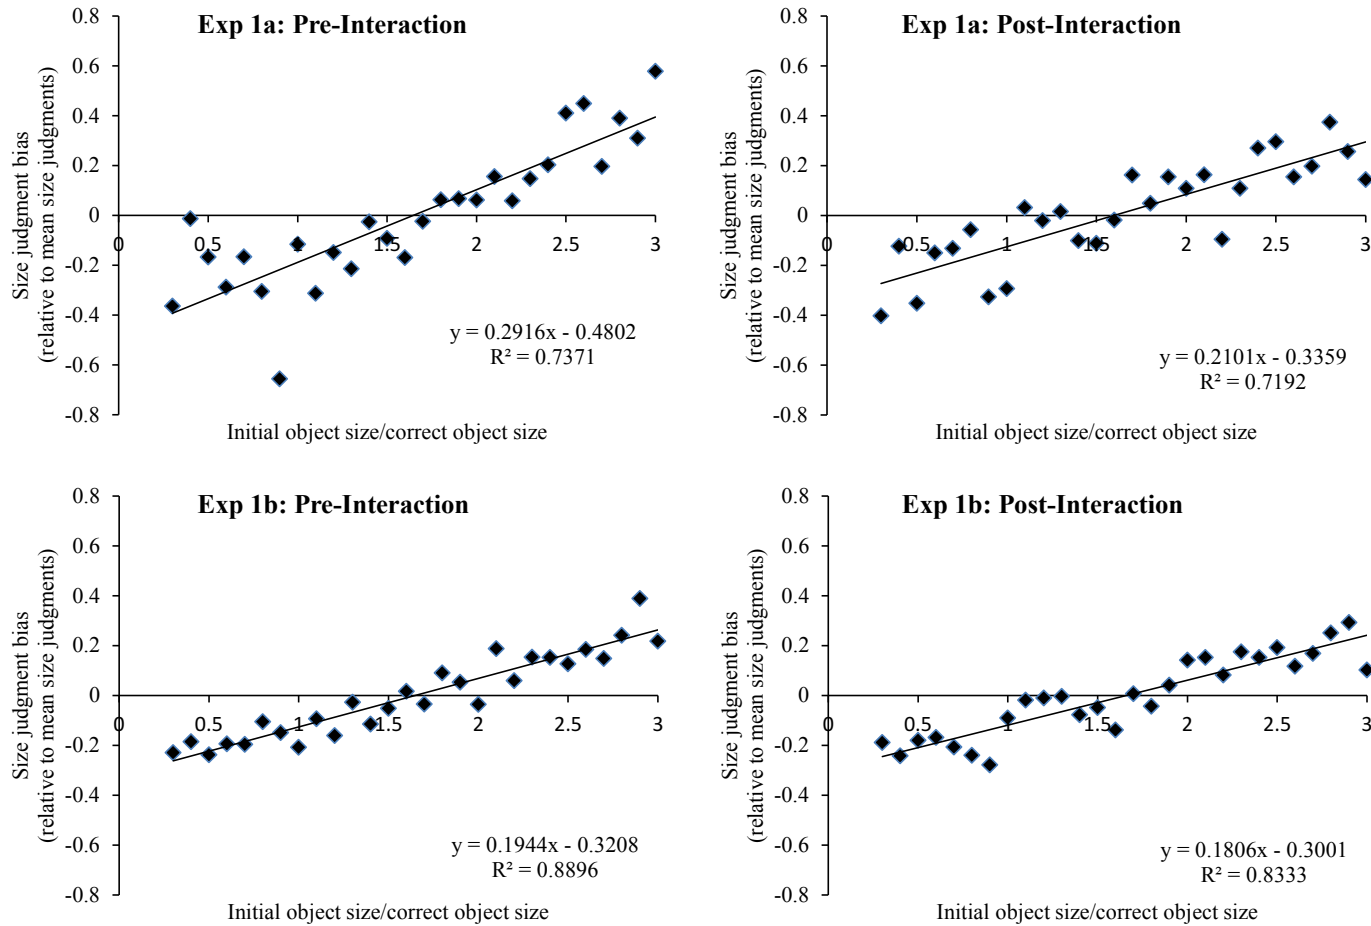 Exp 1a: Pre-Interaction
Size judgment bias
(relative to mean size judgments)
0.8
0.6
0.4
0.2
0
-0.2
-0.4
-0.6
-0.8
0 0.5 1 1.5 2 2.5 3
y = 0.2916x - 0.4802
R² = 0.7371
Initial object size/correct object size
Exp 1a: Post-Interaction
Size judgment bias
(relative to mean size judgments)
0.8
0.6
0.4
0.2
0
-0.2
-0.4
-0.6
-0.8
0 0.5 1 1.5 2 2.5 3
y = 0.2101x - 0.3359
R² = 0.7192
Initial object size/correct object size
Exp 1b: Pre-Interaction
Size judgment bias
(relative to mean size judgments)
0.8
0.6
0.4
0.2
0
-0.2
-0.4
-0.6
-0.8
0 0.5 1 1.5 2 2.5 3
y = 0.1944x - 0.3208
R² = 0.8896
Initial object size/correct object size
Exp 1b: Post-Interaction
Size judgment bias
(relative to mean size judgments)
0.8
0.6
0.4
0.2
0
-0.2
-0.4
-0.6
-0.8
0 0.5 1 1.5 2 2.5 3
y = 0.1806x - 0.3001
R² = 0.8333
Initial object size/correct object size